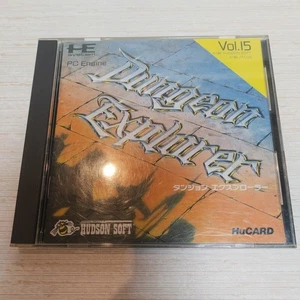 HE
Vol.15
PC Engine
Dungeon
Explorer
ダンジョン エクスプローラー
HUDSON SOFT
HuCARD